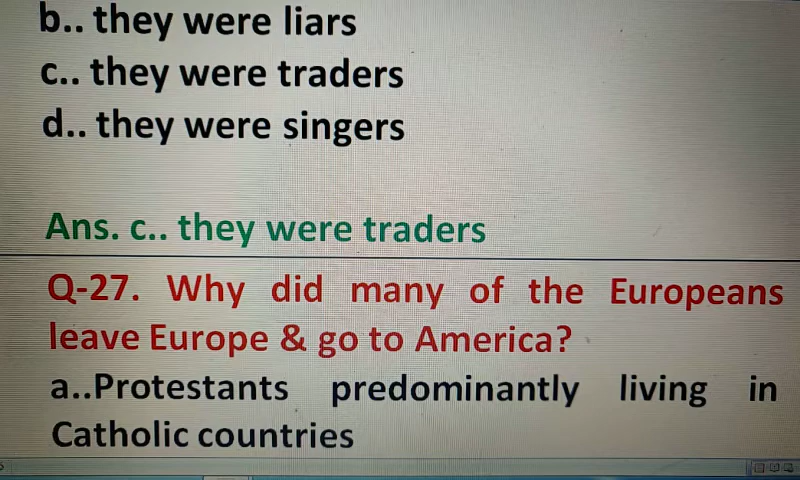 b.. they were liars
c.. they were traders
d.. they were singers
Ans. c.. they were traders
Q-27. Why did many of the Europeans
leave Europe & go to America?
a..Protestants predominantly living in
Catholic countries